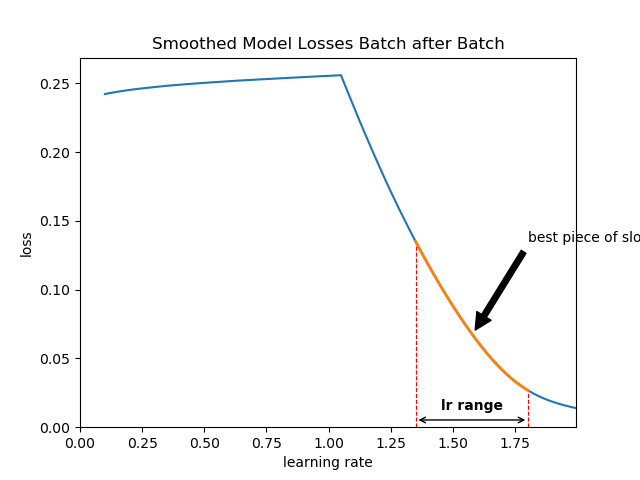 Smoothed Model Losses Batch after Batch
0.25
0.20
0.15
0.10
0.05
0.00
loss
best piece of slo
lr range
0.00 0.25 0.50 0.75 1.00 1.25 1.50 1.75
learning rate